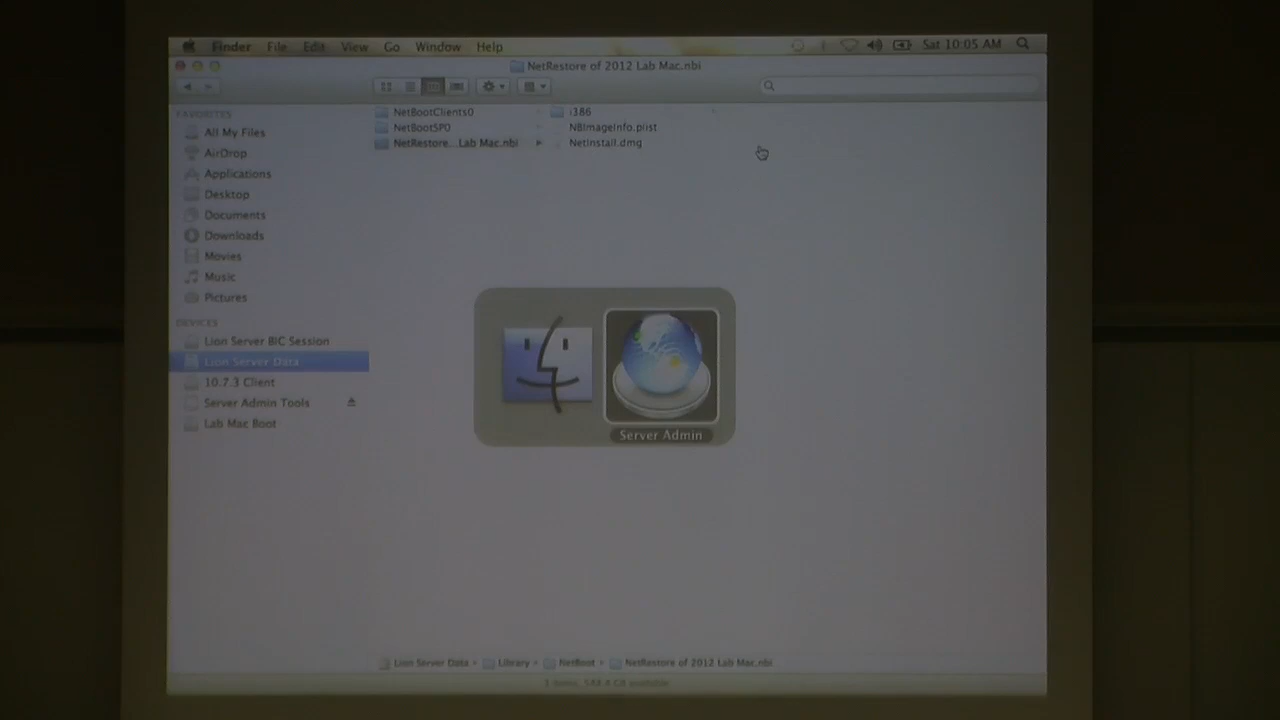 Finder File Edit View Go Window Help Sat 10:05 AM
NetRestore of 2012 Lab Mac.nbi
FAVORITES
All My Files
AirDrop
Applications
Desktop
Documents
Downloads
Movies
Music
Pictures
DEVICES
Lion Server BIC Session
Lion Server Data
10.7.3 Client
Server Admin Tools
Lab Mac Boot
NetBootClients0
NetBootSP0
NetRestore...Lab Mac.nbi
i386
NBImageInfo.plist
NetInstall.dmg
Server Admin
Lion Server Data Library NetBoot NetRestore of 2012 Lab Mac.nbi